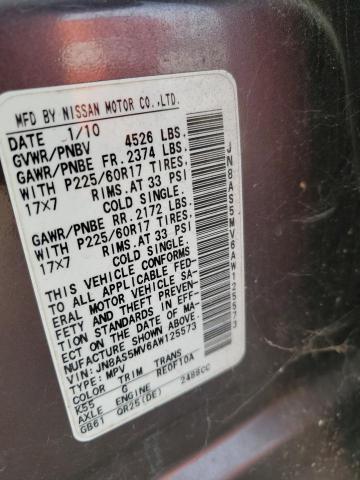 MFD BY NISSAN MOTOR CO.,LTD.
DATE 1/10
GVWR/PNBV 4526 LBS.
GAWR/PNBE FR. 2374 LBS.
WITH P225/60R17 TIRES,
17X7 RIMS.AT 33 PSI
COLD SINGLE.
GAWR/PNBE RR. 2172 LBS.
WITH P225/60R17 TIRES,
17X7 RIMS.AT 33 PSI
COLD SINGLE.
THIS VEHICLE CONFORMS
TO ALL APPLICABLE FED-
ERAL MOTOR VEHICLE SA-
FETY AND THEFT PREVEN-
TION STANDARDS IN EFF-
ECT ON THE DATE OF MA-
NUFACTURE SHOWN ABOVE.
VIN:JN8AS5MV6AW125573
TYPE: MPV
COLOR TRIM TRANS
K55 G RE0F10A
AXLE ENGINE
GB61 QR25(DE) 2488CC
JN8AS5MV6AW125573